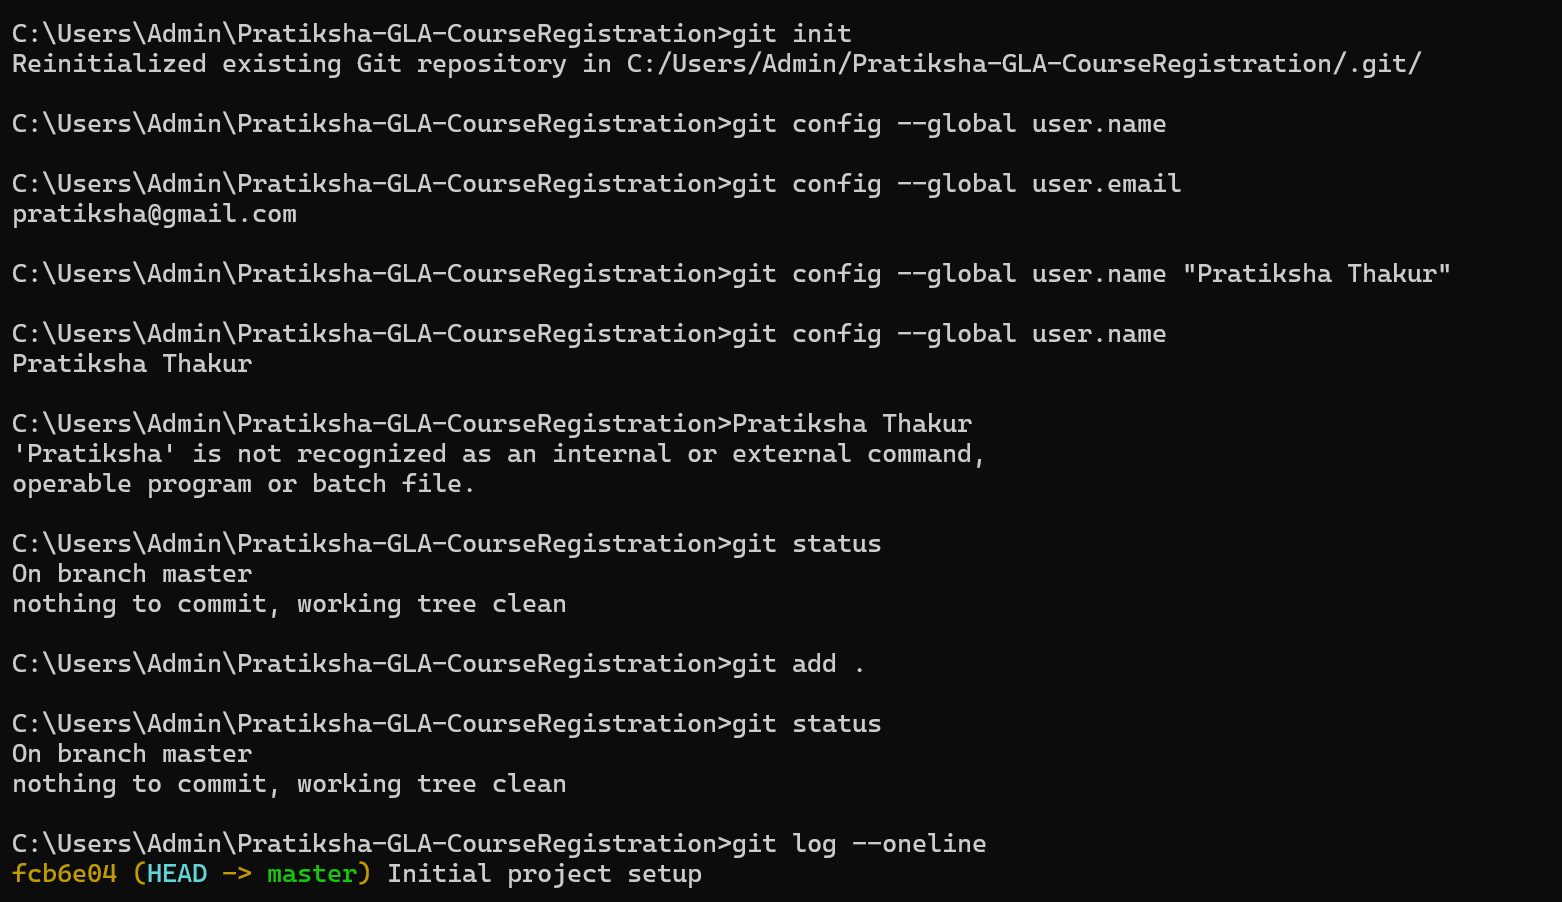 C:\Users\Admin\Pratiksha-GLA-CourseRegistration>git init
Reinitialized existing Git repository in C:/Users/Admin/Pratiksha-GLA-CourseRegistration/.git/
C:\Users\Admin\Pratiksha-GLA-CourseRegistration>git config --global user.name
C:\Users\Admin\Pratiksha-GLA-CourseRegistration>git config --global user.email
pratiksha@gmail.com
C:\Users\Admin\Pratiksha-GLA-CourseRegistration>git config --global user.name "Pratiksha Thakur"
C:\Users\Admin\Pratiksha-GLA-CourseRegistration>git config --global user.name
Pratiksha Thakur
C:\Users\Admin\Pratiksha-GLA-CourseRegistration>Pratiksha Thakur
'Pratiksha' is not recognized as an internal or external command,
operable program or batch file.
C:\Users\Admin\Pratiksha-GLA-CourseRegistration>git status
On branch master
nothing to commit, working tree clean
C:\Users\Admin\Pratiksha-GLA-CourseRegistration>git add .
C:\Users\Admin\Pratiksha-GLA-CourseRegistration>git status
On branch master
nothing to commit, working tree clean
C:\Users\Admin\Pratiksha-GLA-CourseRegistration>git log --oneline
fcb6e04 (HEAD -> master) Initial project setup